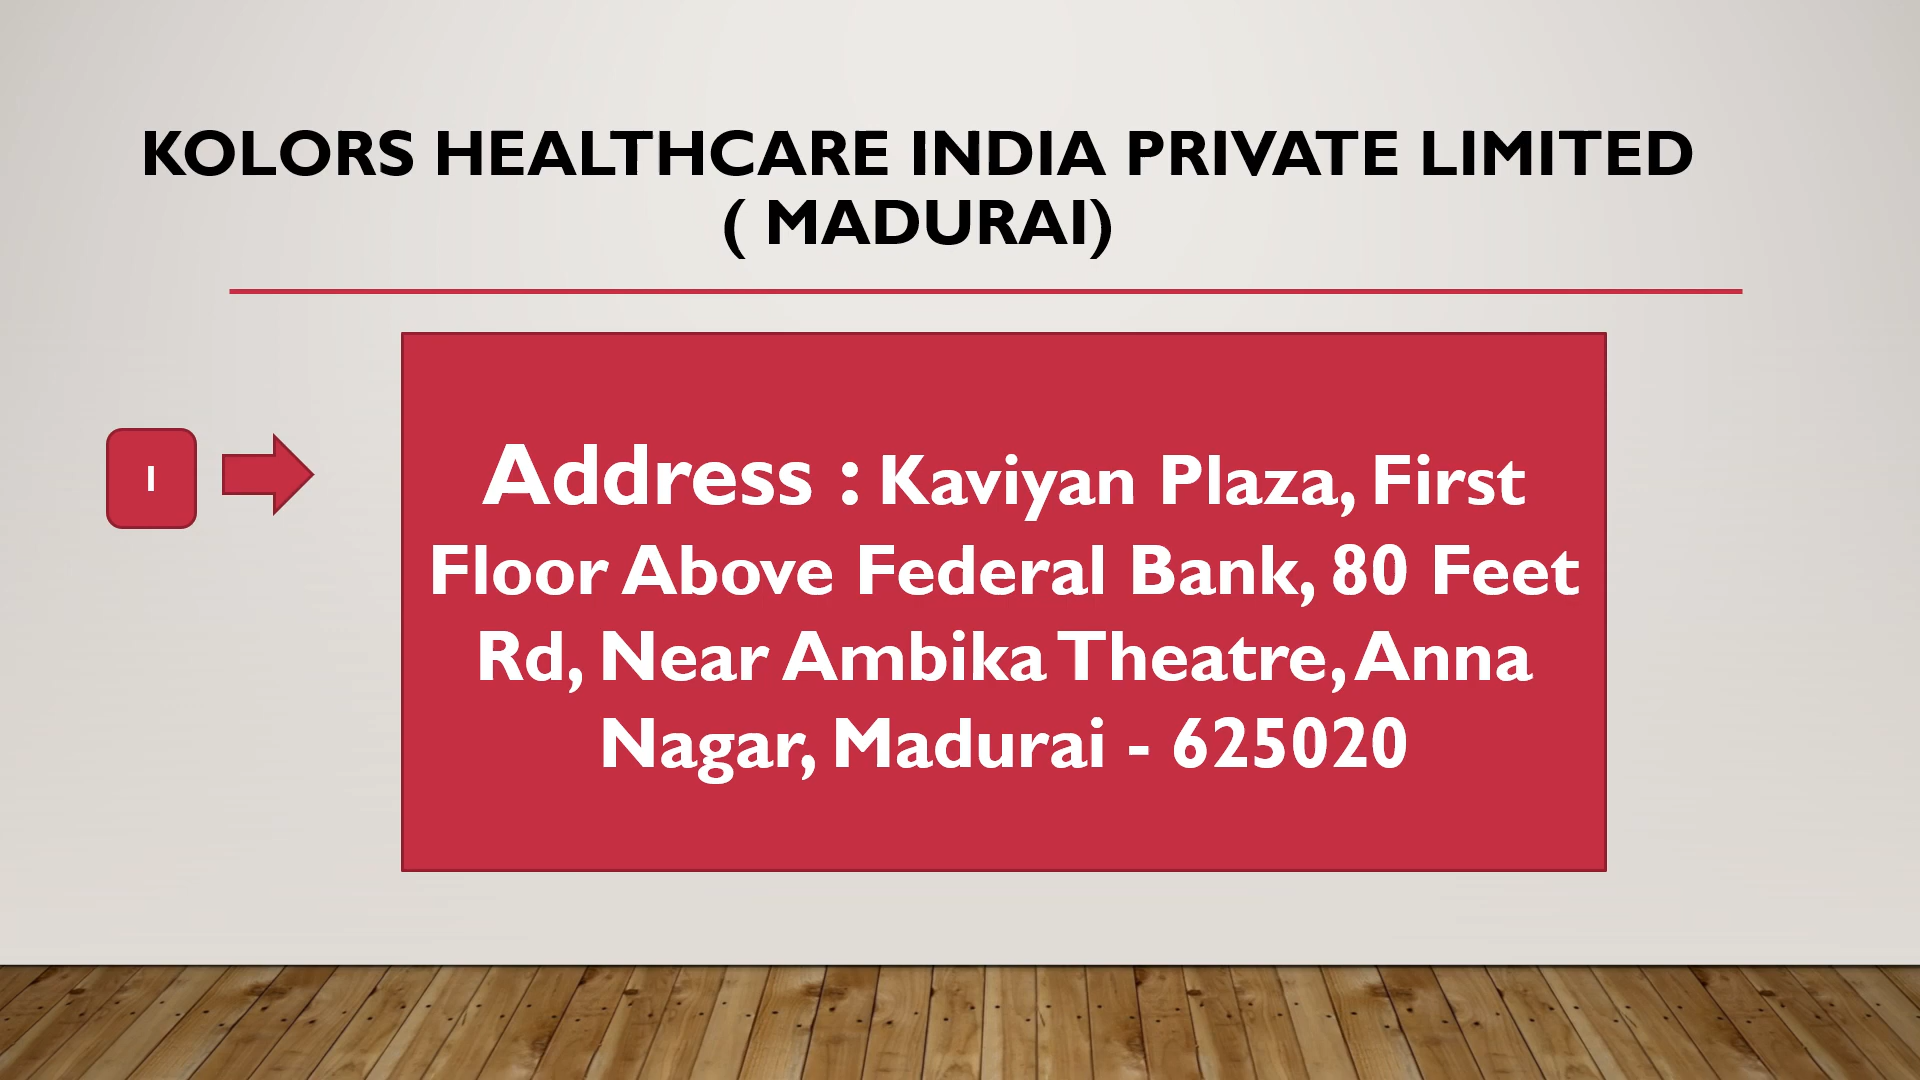 KOLORS HEALTHCARE INDIA PRIVATE LIMITED
( MADURAI)
1
Address : Kaviyan Plaza, First
Floor Above Federal Bank, 80 Feet
Rd, Near Ambika Theatre, Anna
Nagar, Madurai - 625020